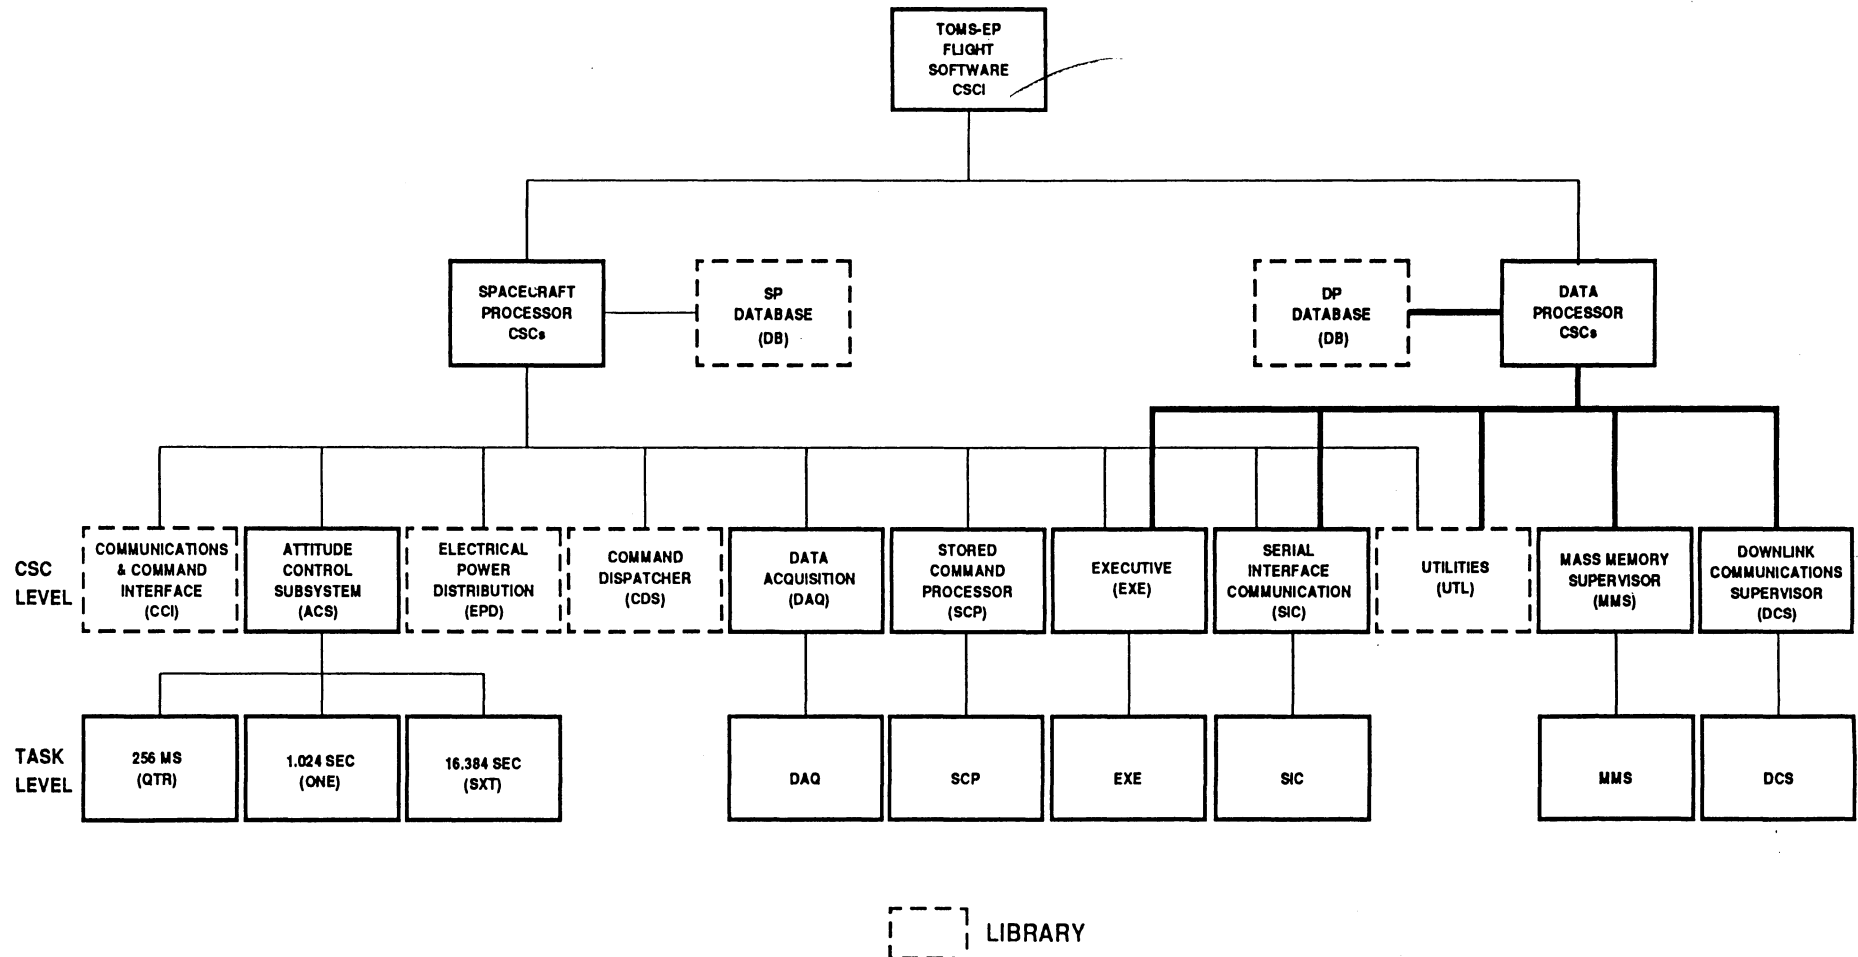 TOMS-EP
FLIGHT
SOFTWARE
CSCI
SPACECRAFT
PROCESSOR
CSCs
SP
DATABASE
(DB)
DP
DATABASE
(DB)
DATA
PROCESSOR
CSCs
CSC
LEVEL
COMMUNICATIONS
& COMMAND
INTERFACE
(CCI)
ATTITUDE
CONTROL
SUBSYSTEM
(ACS)
ELECTRICAL
POWER
DISTRIBUTION
(EPD)
COMMAND
DISPATCHER
(CDS)
DATA
ACQUISITION
(DAQ)
STORED
COMMAND
PROCESSOR
(SCP)
EXECUTIVE
(EXE)
SERIAL
INTERFACE
COMMUNICATION
(SIC)
UTILITIES
(UTL)
MASS MEMORY
SUPERVISOR
(MMS)
DOWNLINK
COMMUNICATIONS
SUPERVISOR
(DCS)
TASK
LEVEL
256 MS
(QTR)
1.024 SEC
(ONE)
16.384 SEC
(SXT)
DAQ
SCP
EXE
SIC
MMS
DCS
LIBRARY